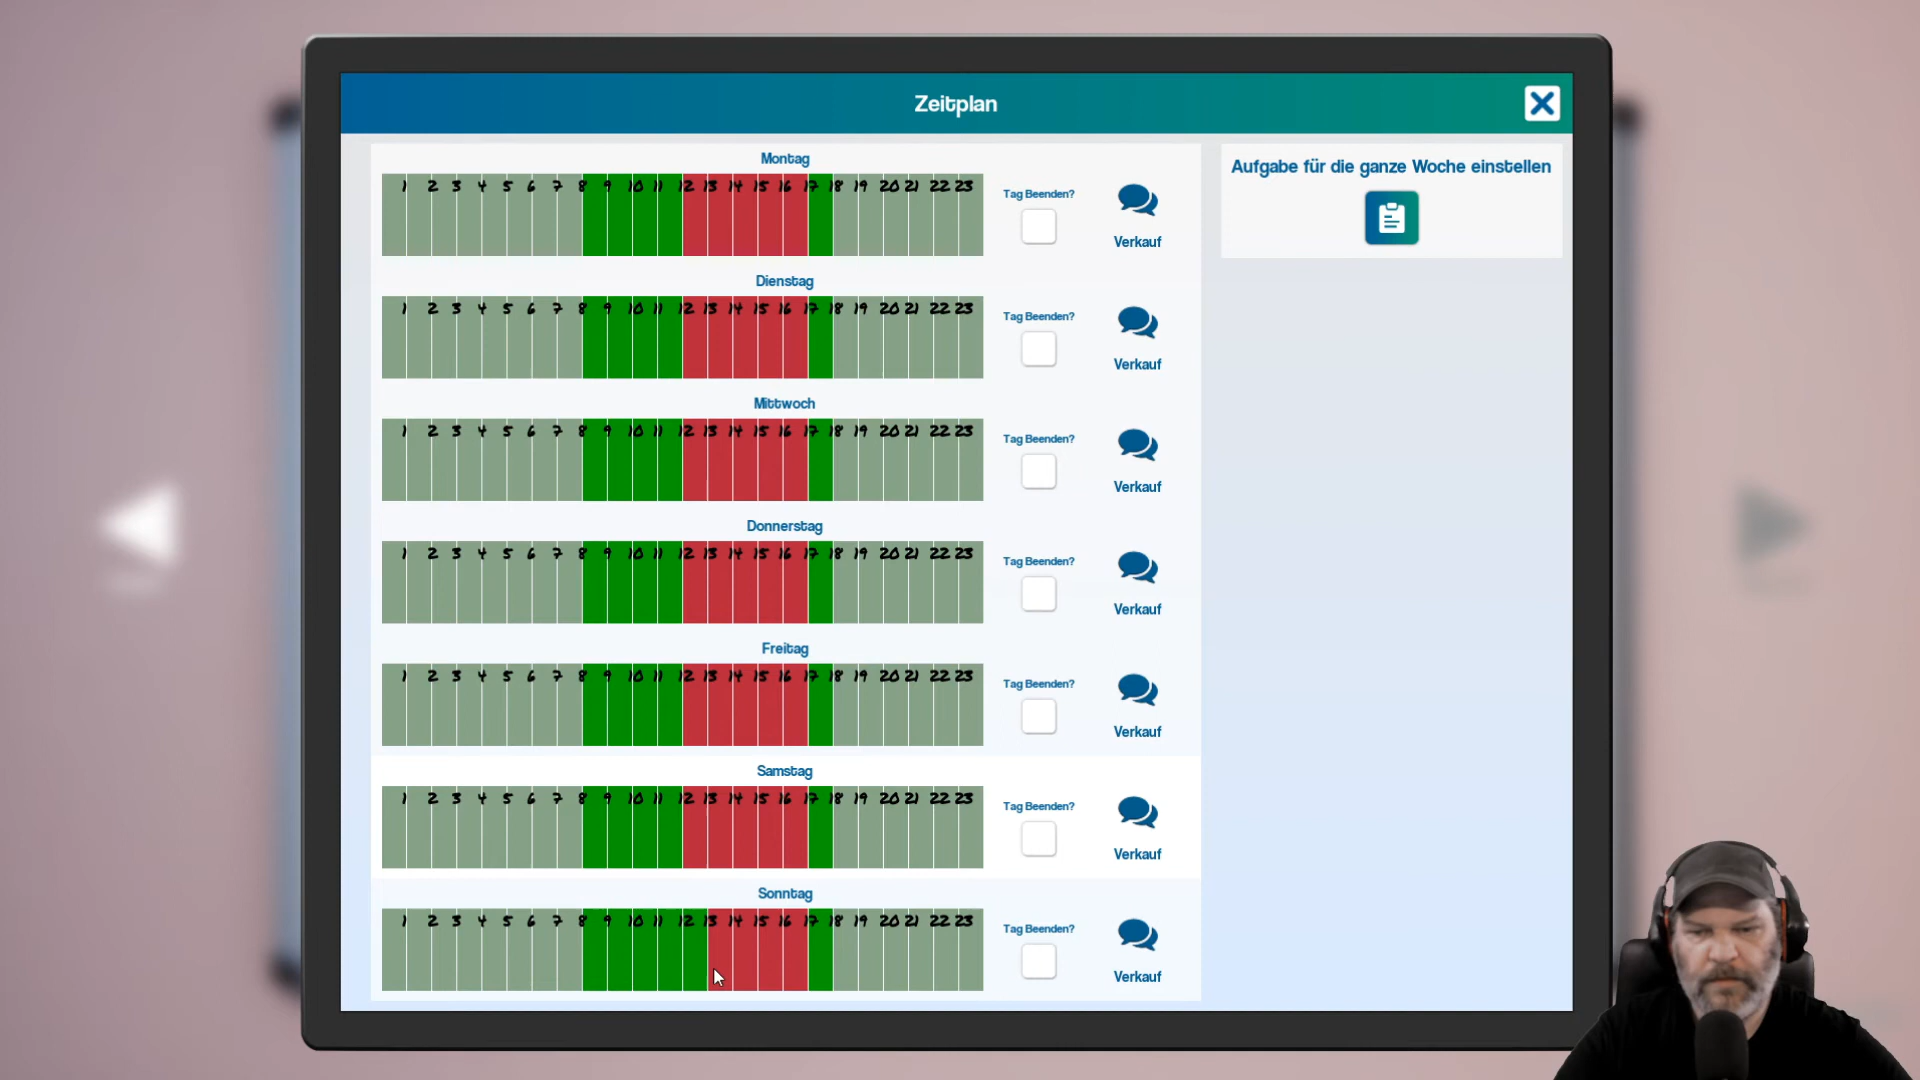 Zeitplan
Montag
1 2 3 4 5 6 7 8 9 10 11 12 13 14 15 16 17 18 19 20 21 22 23
Tag Beenden?
Verkauf
Dienstag
1 2 3 4 5 6 7 8 9 10 11 12 13 14 15 16 17 18 19 20 21 22 23
Tag Beenden?
Verkauf
Mittwoch
1 2 3 4 5 6 7 8 9 10 11 12 13 14 15 16 17 18 19 20 21 22 23
Tag Beenden?
Verkauf
Donnerstag
1 2 3 4 5 6 7 8 9 10 11 12 13 14 15 16 17 18 19 20 21 22 23
Tag Beenden?
Verkauf
Freitag
1 2 3 4 5 6 7 8 9 10 11 12 13 14 15 16 17 18 19 20 21 22 23
Tag Beenden?
Verkauf
Samstag
1 2 3 4 5 6 7 8 9 10 11 12 13 14 15 16 17 18 19 20 21 22 23
Tag Beenden?
Verkauf
Sonntag
1 2 3 4 5 6 7 8 9 10 11 12 13 14 15 16 17 18 19 20 21 22 23
Tag Beenden?
Verkauf
Aufgabe für die ganze Woche einstellen